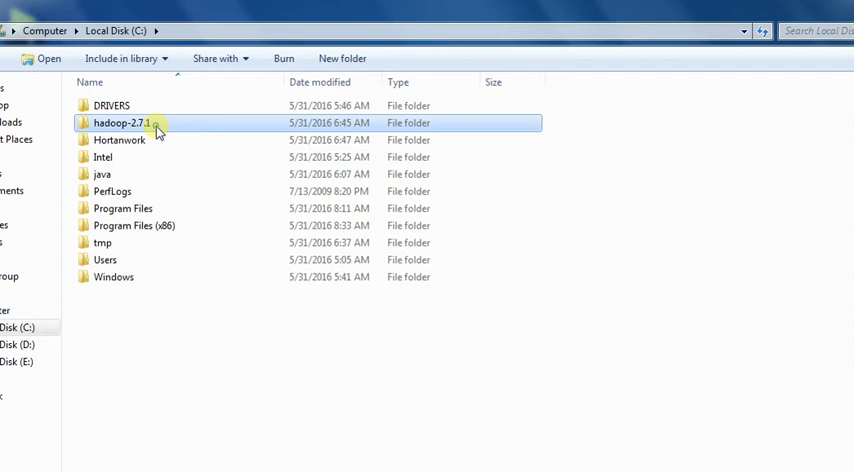 Computer Local Disk (C:)
Search Local Dis
Open Include in library Share with Burn New folder
Name Date modified Type Size
DRIVERS 5/31/2016 5:46 AM File folder
hadoop-2.7.1 5/31/2016 6:45 AM File folder
Hortanwork 5/31/2016 6:47 AM File folder
Intel 5/31/2016 5:25 AM File folder
java 5/31/2016 6:07 AM File folder
PerfLogs 7/13/2009 8:20 PM File folder
Program Files 5/31/2016 8:11 AM File folder
Program Files (x86) 5/31/2016 8:33 AM File folder
tmp 5/31/2016 6:37 AM File folder
Users 5/31/2016 5:05 AM File folder
Windows 5/31/2016 5:41 AM File folder
s
op
loads
t Places
s
ments
es
s
roup
ter
Disk (C:)
Disk (D:)
Disk (E:)
k